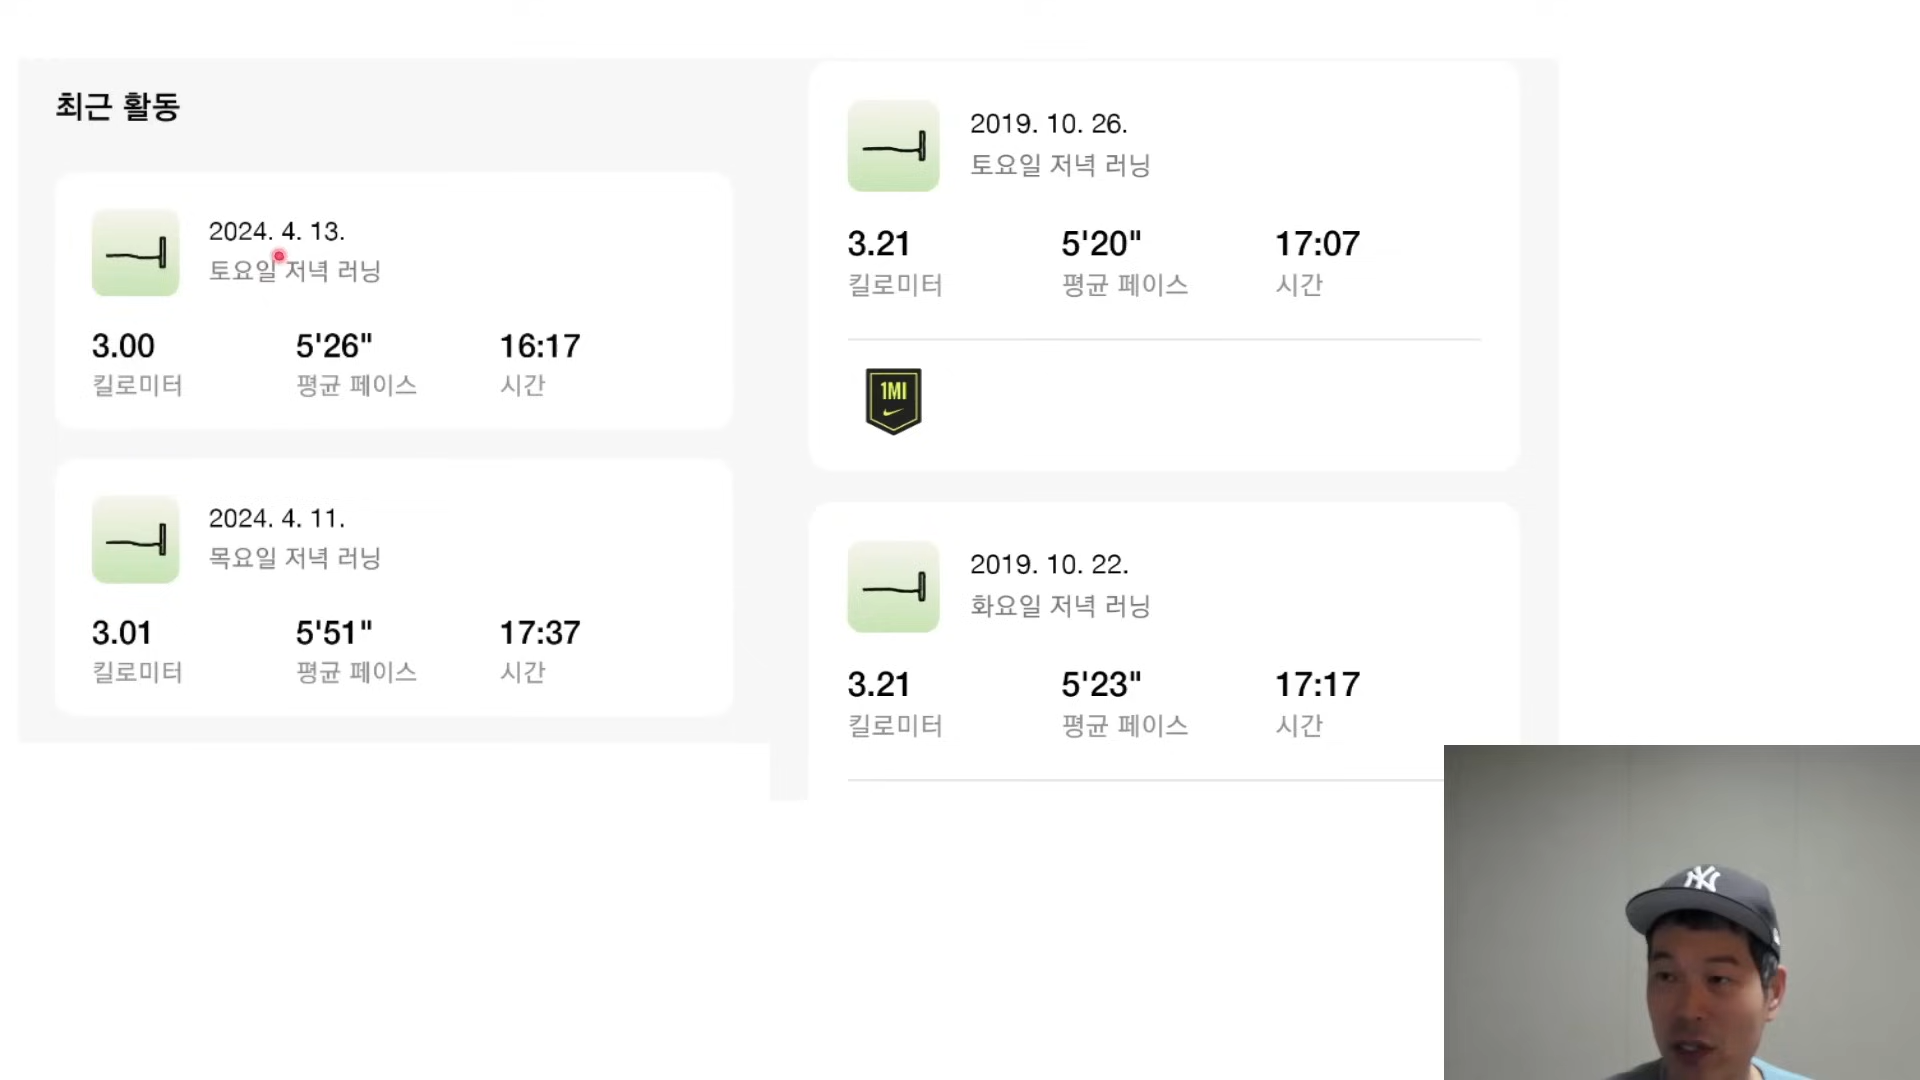 최근 활동
2024. 4. 13.
토요일 저녁 러닝
3.00 5'26" 16:17
킬로미터 평균 페이스 시간
2024. 4. 11.
목요일 저녁 러닝
3.01 5'51" 17:37
킬로미터 평균 페이스 시간
2019. 10. 26.
토요일 저녁 러닝
3.21 5'20" 17:07
킬로미터 평균 페이스 시간
1MI
2019. 10. 22.
화요일 저녁 러닝
3.21 5'23" 17:17
킬로미터 평균 페이스 시간
NY